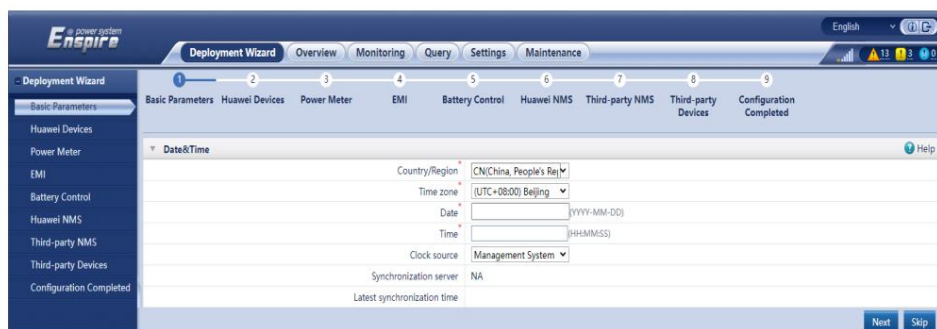 @ power system
Enspire
English
Deployment Wizard Overview Monitoring Query Settings Maintenance
13 3 0
Deployment Wizard
Basic Parameters
Huawei Devices
Power Meter
EMI
Battery Control
Huawei NMS
Third-party NMS
Third-party Devices
Configuration Completed
1 2 3 4 5 6 7 8 9
Basic Parameters Huawei Devices Power Meter EMI Battery Control Huawei NMS Third-party NMS Third-party Devices Configuration Completed
Date&Time
Help
Country/Region * CN(China, People's Re
Time zone * (UTC+08:00) Beijing
Date * (YYYY-MM-DD)
Time * (HH:MM:SS)
Clock source Management System
Synchronization server NA
Latest synchronization time
Next Skip